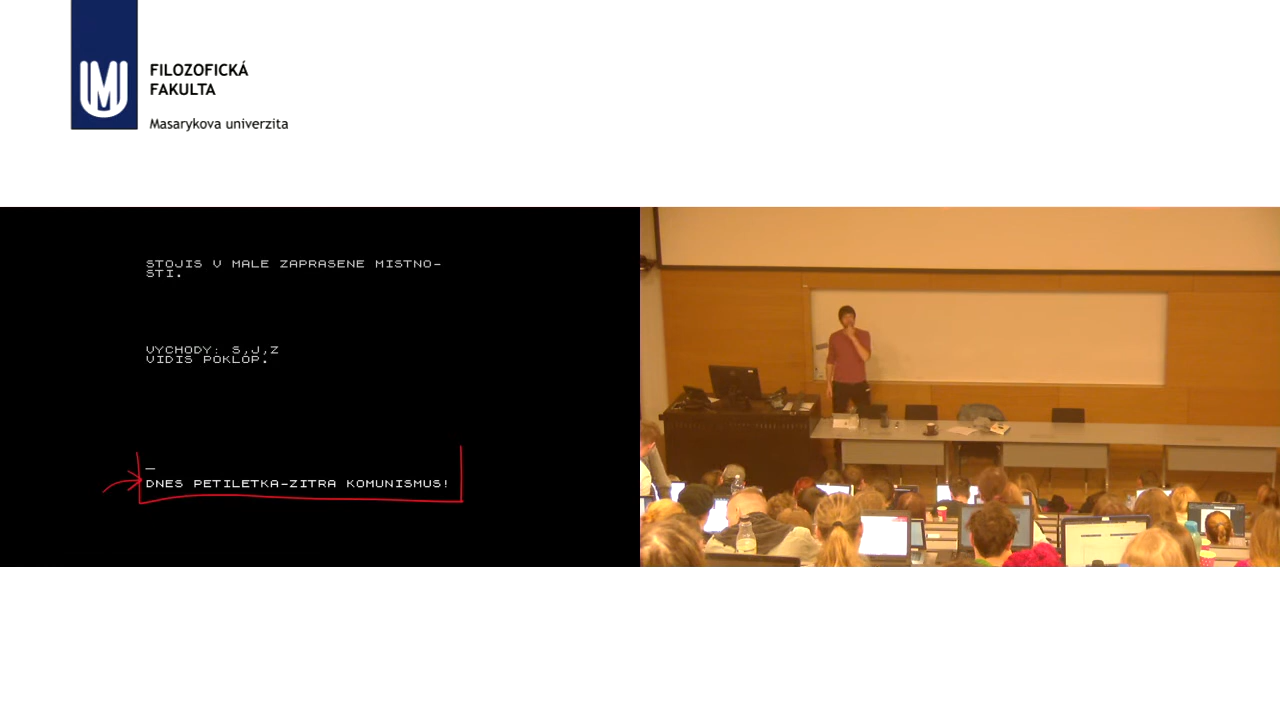 FILOZOFICKÁ
FAKULTA
Masarykova univerzita
STOJIS V MALE ZAPRASENE MISTNO-
STI.
VYCHODY: S,J,Z
VIDIS POKLOP.
DNES PETILETKA-ZITRA KOMUNISMUS!